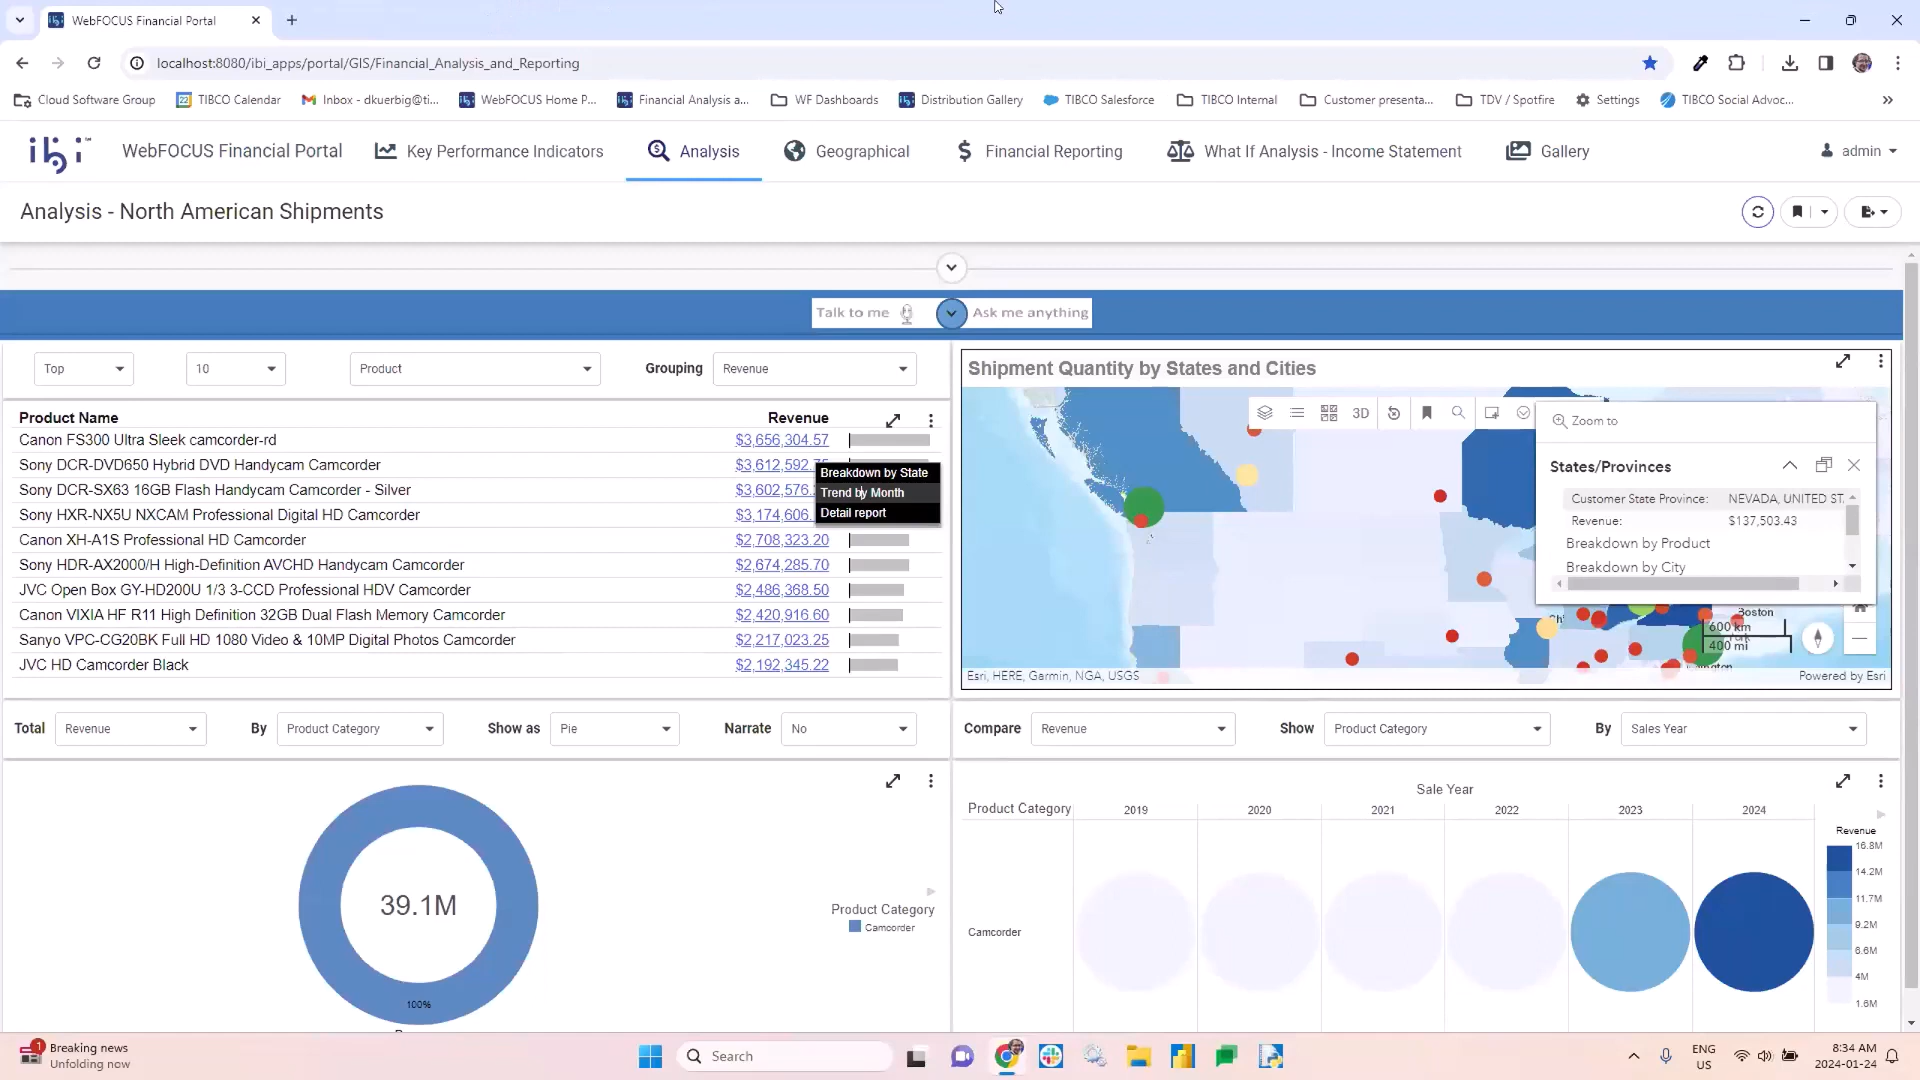 WebFOCUS Financial Portal
localhost:8080/ibi_apps/portal/GIS/Financial_Analysis_and_Reporting
Cloud Software Group
TIBCO Calendar
Inbox - dkuerbig@ti...
WebFOCUS Home P...
Financial Analysis a...
WF Dashboards
Distribution Gallery
TIBCO Salesforce
TIBCO Internal
Customer presenta...
TDV / Spotfire
Settings
TIBCO Social Advoc...
ibi
WebFOCUS Financial Portal
Key Performance Indicators
Analysis
Geographical
Financial Reporting
What If Analysis - Income Statement
Gallery
admin
Analysis - North American Shipments
Talk to me
Ask me anything
Top
10
Product
Grouping
Revenue
Product Name Revenue
Canon FS300 Ultra Sleek camcorder-rd $3,656,304.57
Sony DCR-DVD650 Hybrid DVD Handycam Camcorder $3,612,592.
Sony DCR-SX63 16GB Flash Handycam Camcorder - Silver $3,602,576.
Sony HXR-NX5U NXCAM Professional Digital HD Camcorder $3,174,606.
Canon XH-A1S Professional HD Camcorder $2,708,323.20
Sony HDR-AX2000/H High-Definition AVCHD Handycam Camcorder $2,674,285.70
JVC Open Box GY-HD200U 1/3 3-CCD Professional HDV Camcorder $2,486,368.50
Canon VIXIA HF R11 High Definition 32GB Dual Flash Memory Camcorder $2,420,916.60
Sanyo VPC-CG20BK Full HD 1080 Video & 10MP Digital Photos Camcorder $2,217,023.25
JVC HD Camcorder Black $2,192,345.22
Breakdown by State
Trend by Month
Detail report
Shipment Quantity by States and Cities
3D
Zoom to
States/Provinces
Customer State Province: NEVADA, UNITED ST.
Revenue: $137,503.43
Breakdown by Product
Breakdown by City
Boston
600 km
400 mi
Esri, HERE, Garmin, NGA, USGS
Powered by Esri
Total
Revenue
By
Product Category
Show as
Pie
Narrate
No
Compare
Revenue
Show
Product Category
By
Sales Year
39.1M
100%
Product Category
Camcorder
Sale Year
Product Category 2019 2020 2021 2022 2023 2024
Camcorder
Revenue
16.8M
14.2M
11.7M
9.2M
6.6M
4M
1.6M
1
Breaking news
Unfolding now
Search
ENG
US
8:34 AM
2024-01-24